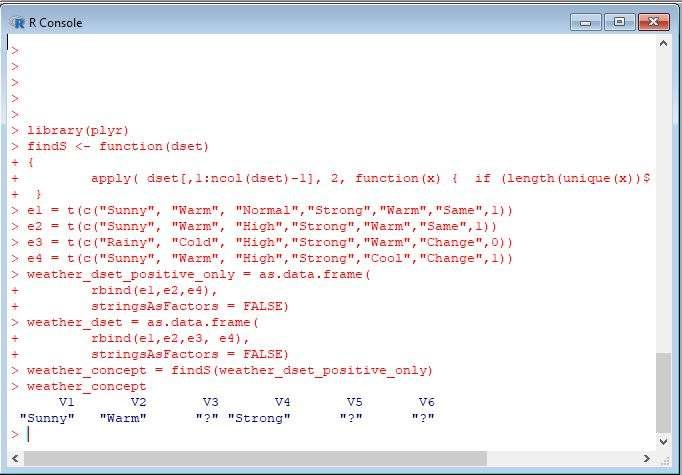 R Console
>
>
>
>
>
> library(plyr)
> findS <- function(dset)
+ {
+         apply( dset[,1:ncol(dset)-1], 2, function(x) {  if (length(unique(x))$
+  }
> e1 = t(c("Sunny", "Warm", "Normal","Strong","Warm","Same",1))
> e2 = t(c("Sunny", "Warm", "High","Strong","Warm","Same",1))
> e3 = t(c("Rainy", "Cold", "High","Strong","Warm","Change",0))
> e4 = t(c("Sunny", "Warm", "High","Strong","Cool","Change",1))
> weather_dset_positive_only = as.data.frame(
+         rbind(e1,e2,e4),
+         stringsAsFactors = FALSE)
> weather_dset = as.data.frame(
+         rbind(e1,e2,e3, e4),
+         stringsAsFactors = FALSE)
> weather_concept = findS(weather_dset_positive_only)
> weather_concept
V1 V2 V3 V4 V5 V6
"Sunny" "Warm" "?" "Strong" "?" "?"
>